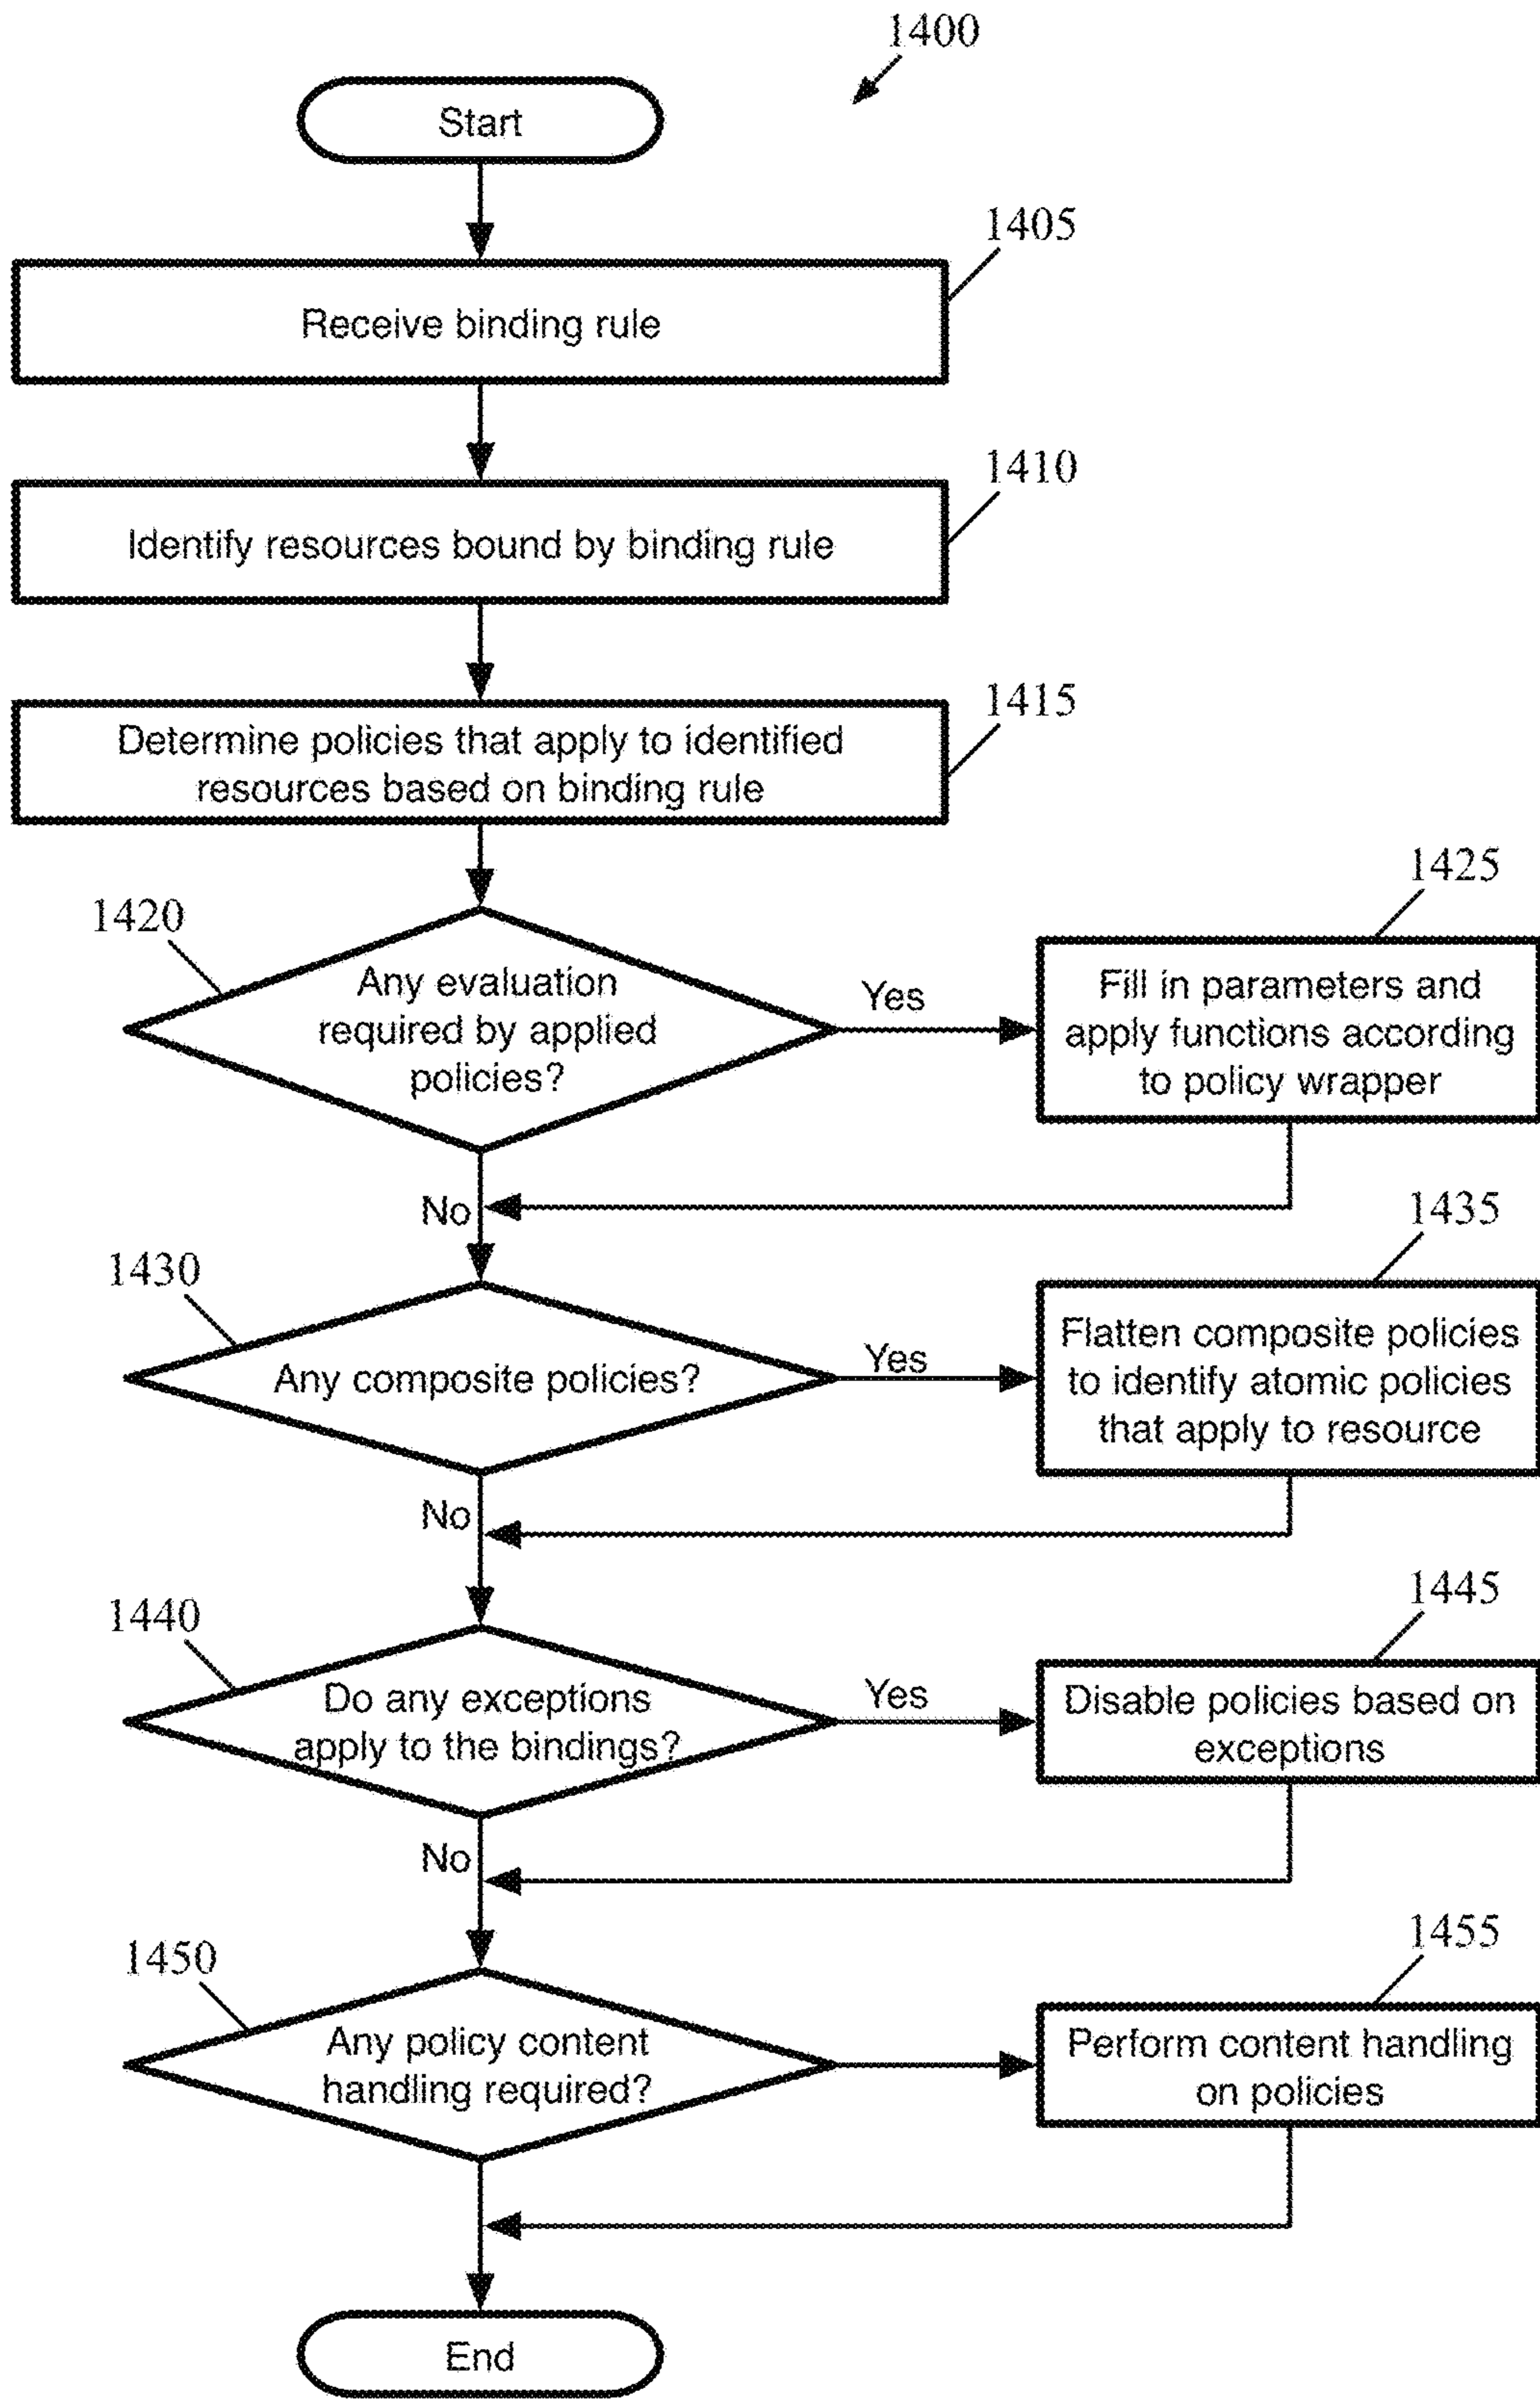 1400
Start
1405
Receive binding rule
1410
Identify resources bound by binding rule
1415
Determine policies that apply to identified
resources based on binding rule
1420
Any evaluation
required by applied
policies?
Yes
1425
Fill in parameters and
apply functions according
to policy wrapper
No
1430
Any composite policies?
Yes
1435
Flatten composite policies
to identify atomic policies
that apply to resource
No
1440
Do any exceptions
apply to the bindings?
Yes
1445
Disable policies based on
exceptions
No
1450
Any policy content
handling required?
1455
Perform content handling
on policies
End